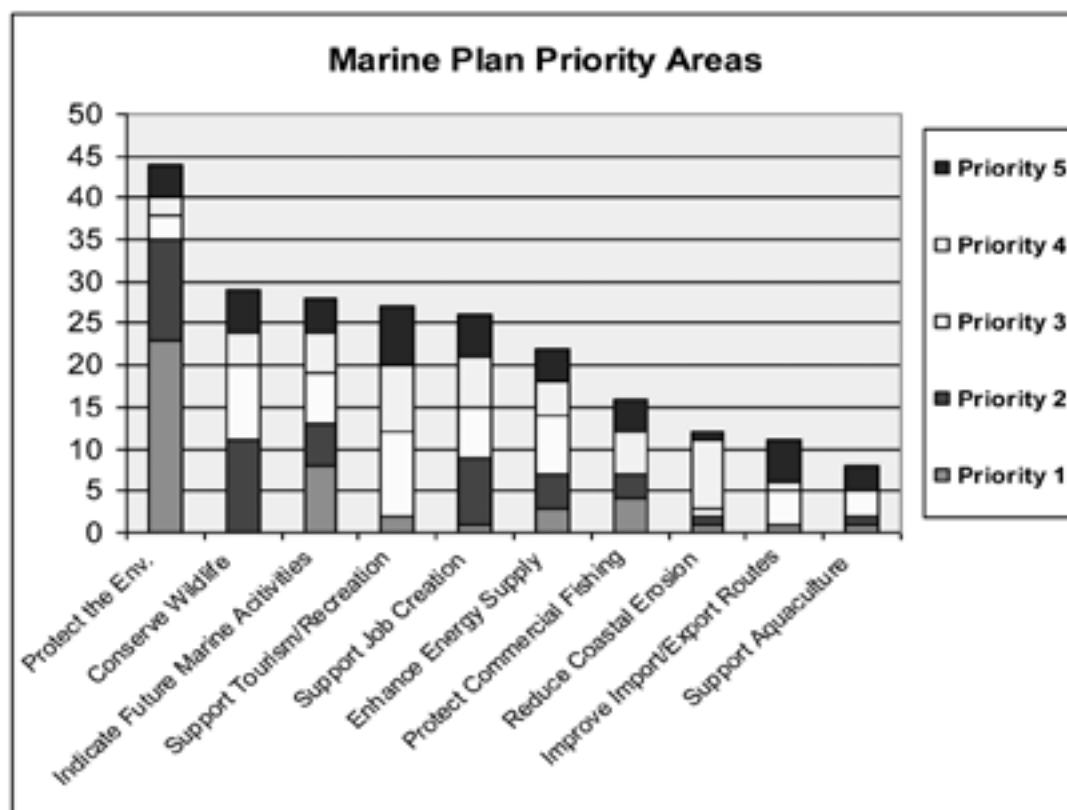 Marine Plan Priority Areas
50
45
40
35
30
25
20
15
10
5
0
Protect the Env.
Conserve Wildlife
Indicate Future Marine Acitivities
Support Tourism/Recreation
Support Job Creation
Enhance Energy Supply
Protect Commercial Fishing
Reduce Coastal Erosion
Improve Import/Export Routes
Support Aquaculture
Priority 5
Priority 4
Priority 3
Priority 2
Priority 1